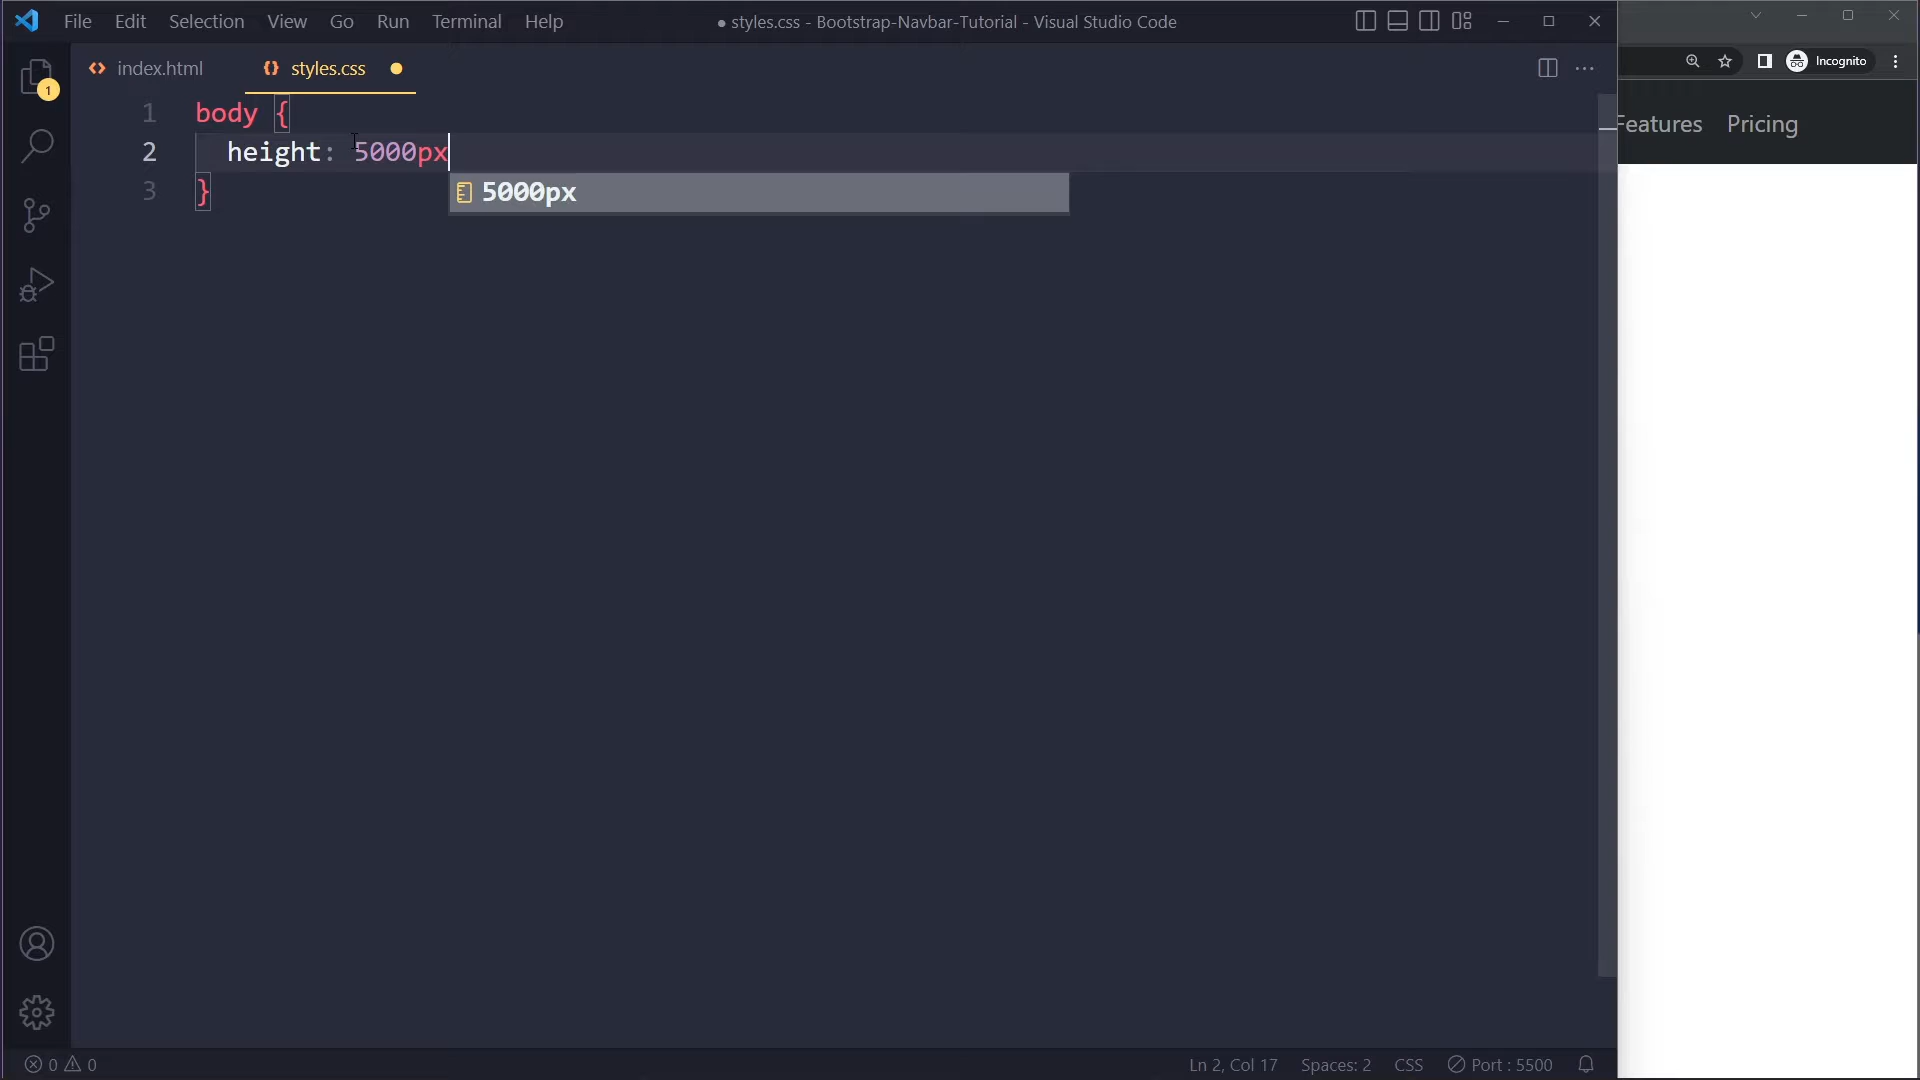 File Edit Selection View Go Run Terminal Help
● styles.css - Bootstrap-Navbar-Tutorial - Visual Studio Code
Incognito
index.html
styles.css
1
Features Pricing
1 body {
2 height: 5000px
3 }
5000px
0 0
Ln 2, Col 17 Spaces: 2 CSS Port : 5500